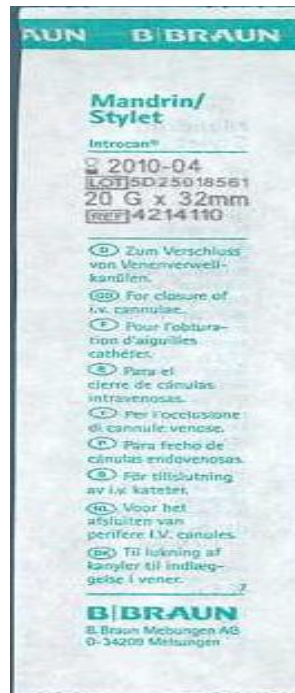 AUN B|BRAUN
Mandrin/
Stylet
Introcan®
2010-04
LOT 5D25018561
20 G x 32mm
REF 4214110
D Zum Verschluss
von Venenverweil-
kanülen.
GB For closure of
i.v. cannulae.
F Pour l'obtura-
tion d'aiguilles
cathéter.
E Para el
cierre de cánulas
intravenosas.
I Per l'occlusione
di cannule venose.
P Para fecho de
cânulas endovenosas.
S För tillslutning
av i.v. kateter.
NL Voor het
afsluiten van
perifere I.V. canules.
DK Til lukning af
kanyler til indlæg-
gelse i vener.
7
B|BRAUN
B. Braun Melsungen AG
D-34209 Melsungen